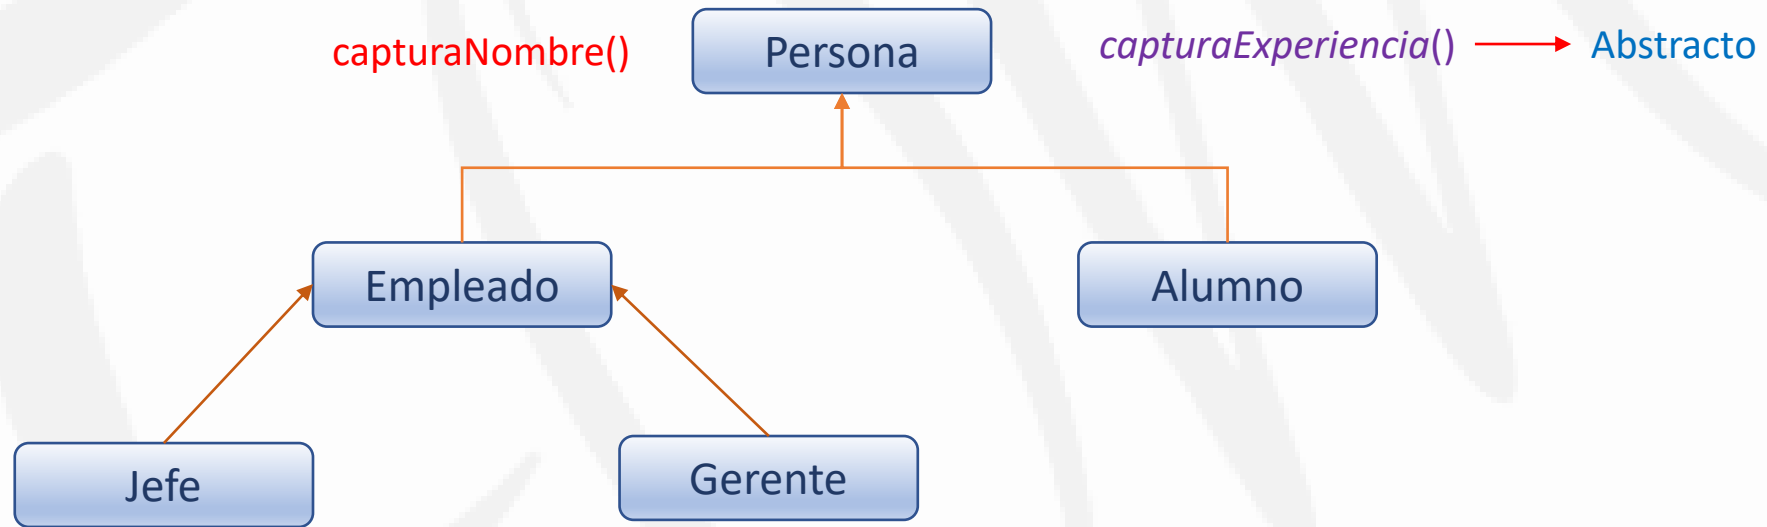 capturaNombre()
Persona
capturaExperiencia()
Abstracto
Empleado
Alumno
Jefe
Gerente